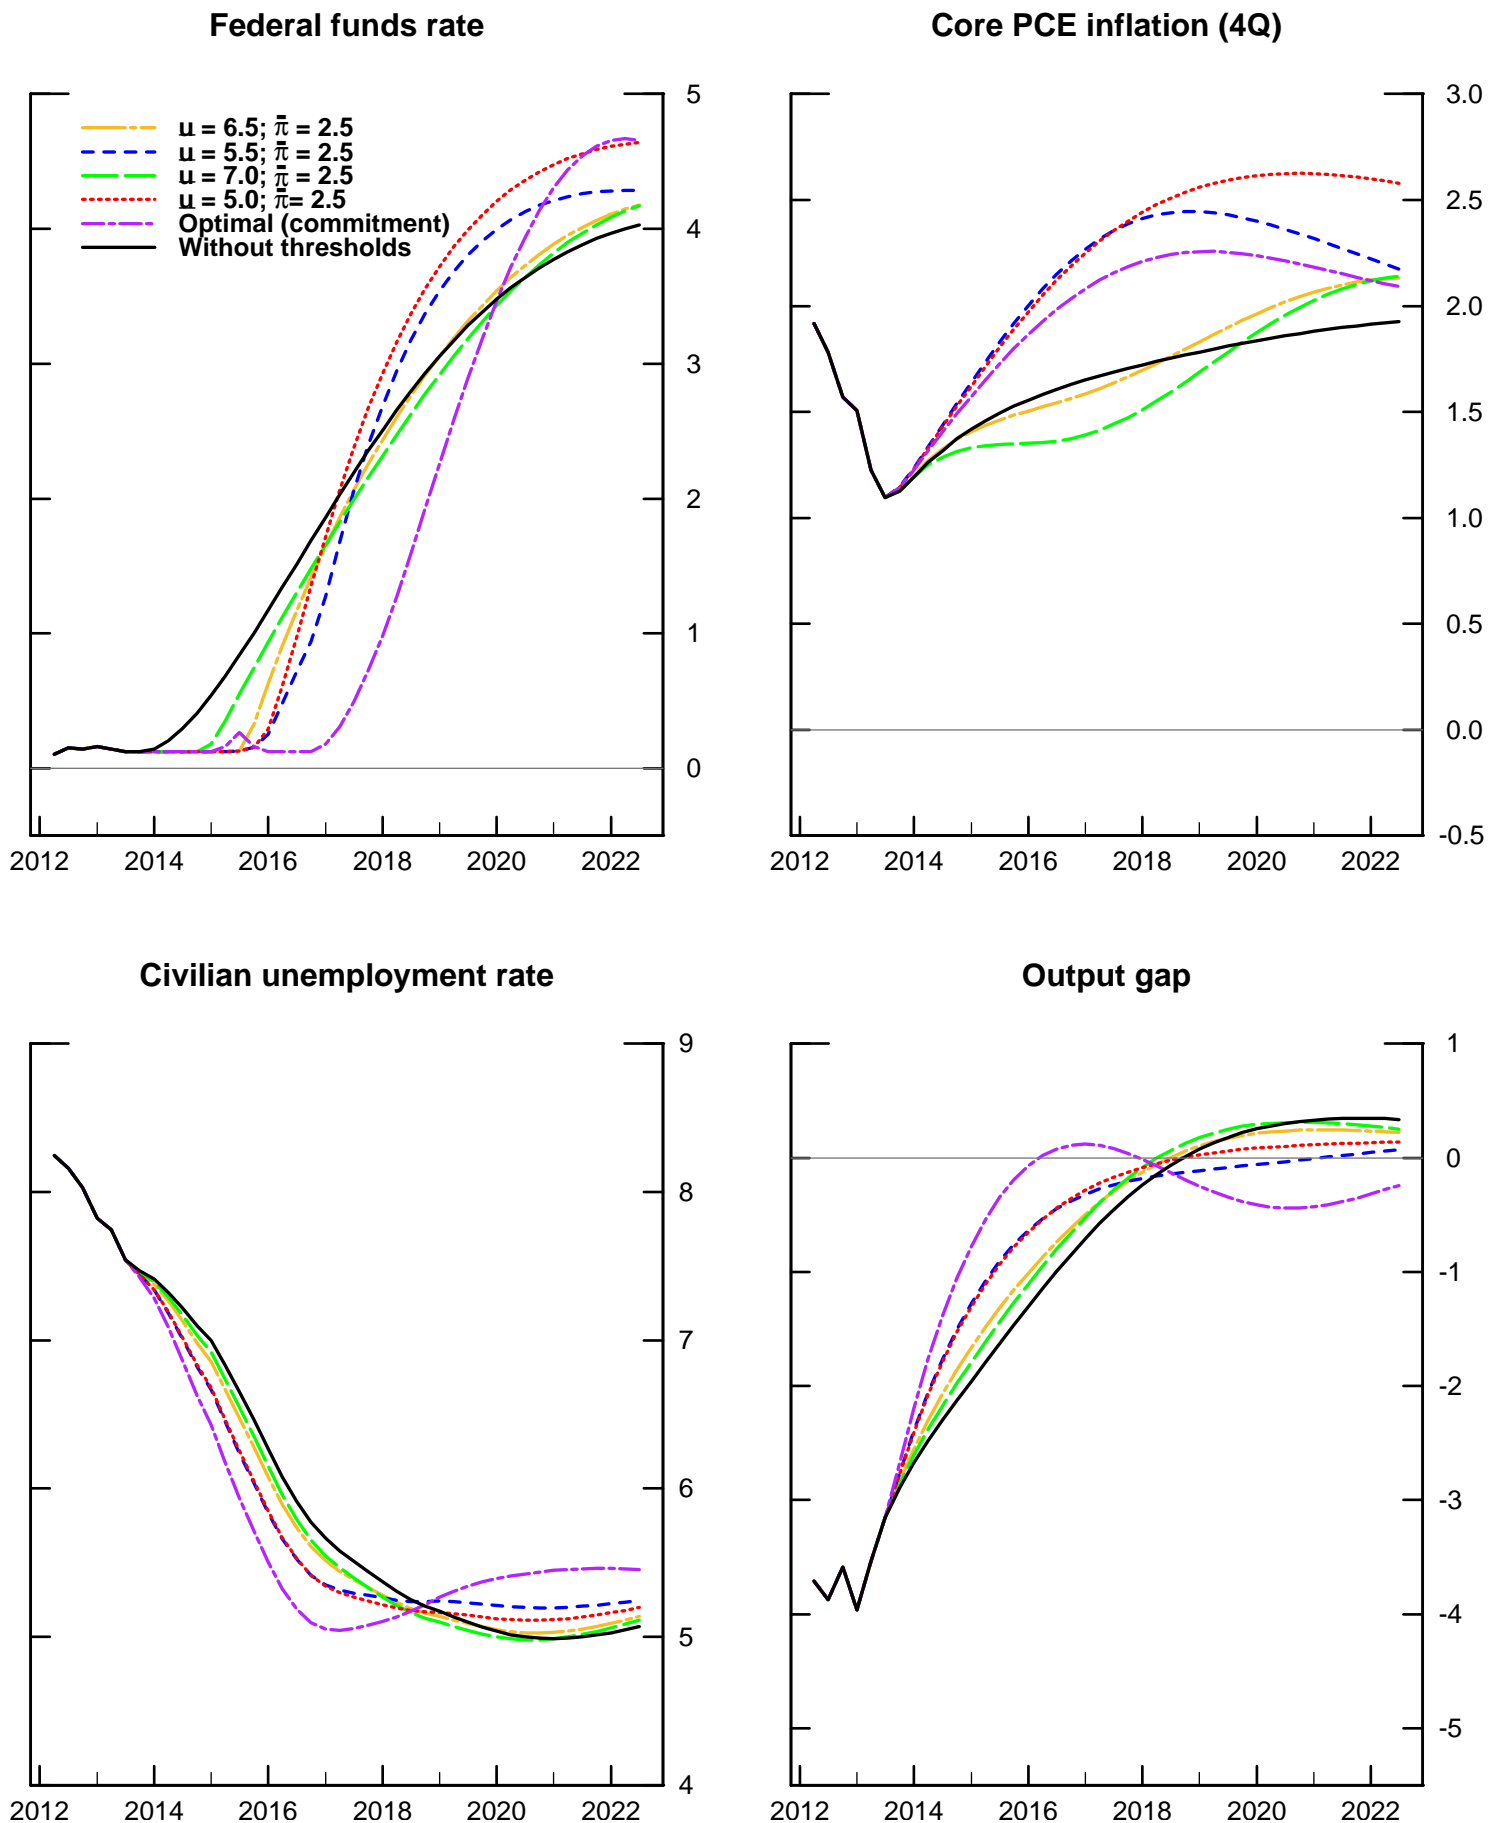 Federal funds rate
5
4
3
2
1
0
μ = 6.5; π̄ = 2.5
μ = 5.5; π̄ = 2.5
μ = 7.0; π̄ = 2.5
μ = 5.0; π̄ = 2.5
Optimal (commitment)
Without thresholds
2012 2014 2016 2018 2020 2022
Core PCE inflation (4Q)
3.0
2.5
2.0
1.5
1.0
0.5
0.0
-0.5
2012 2014 2016 2018 2020 2022
Civilian unemployment rate
9
8
7
6
5
4
2012 2014 2016 2018 2020 2022
Output gap
1
0
-1
-2
-3
-4
-5
2012 2014 2016 2018 2020 2022